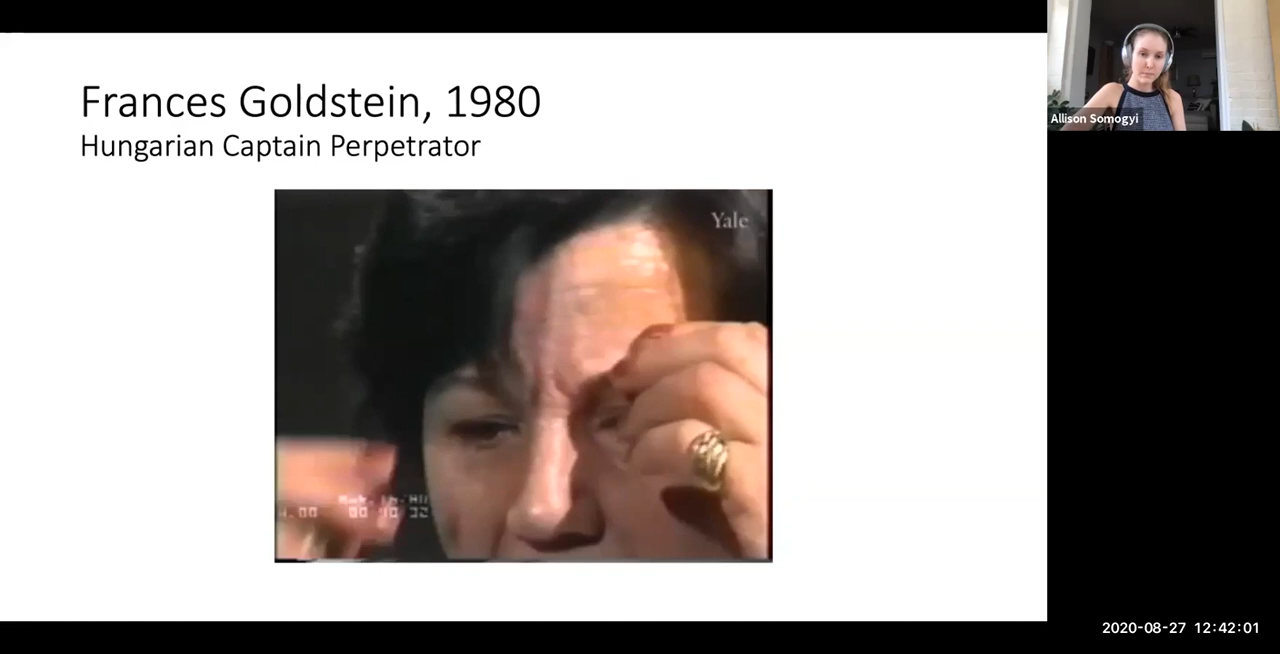 Frances Goldstein, 1980
Hungarian Captain Perpetrator
Yale
Allison Somogyi
2020-08-27 12:42:01